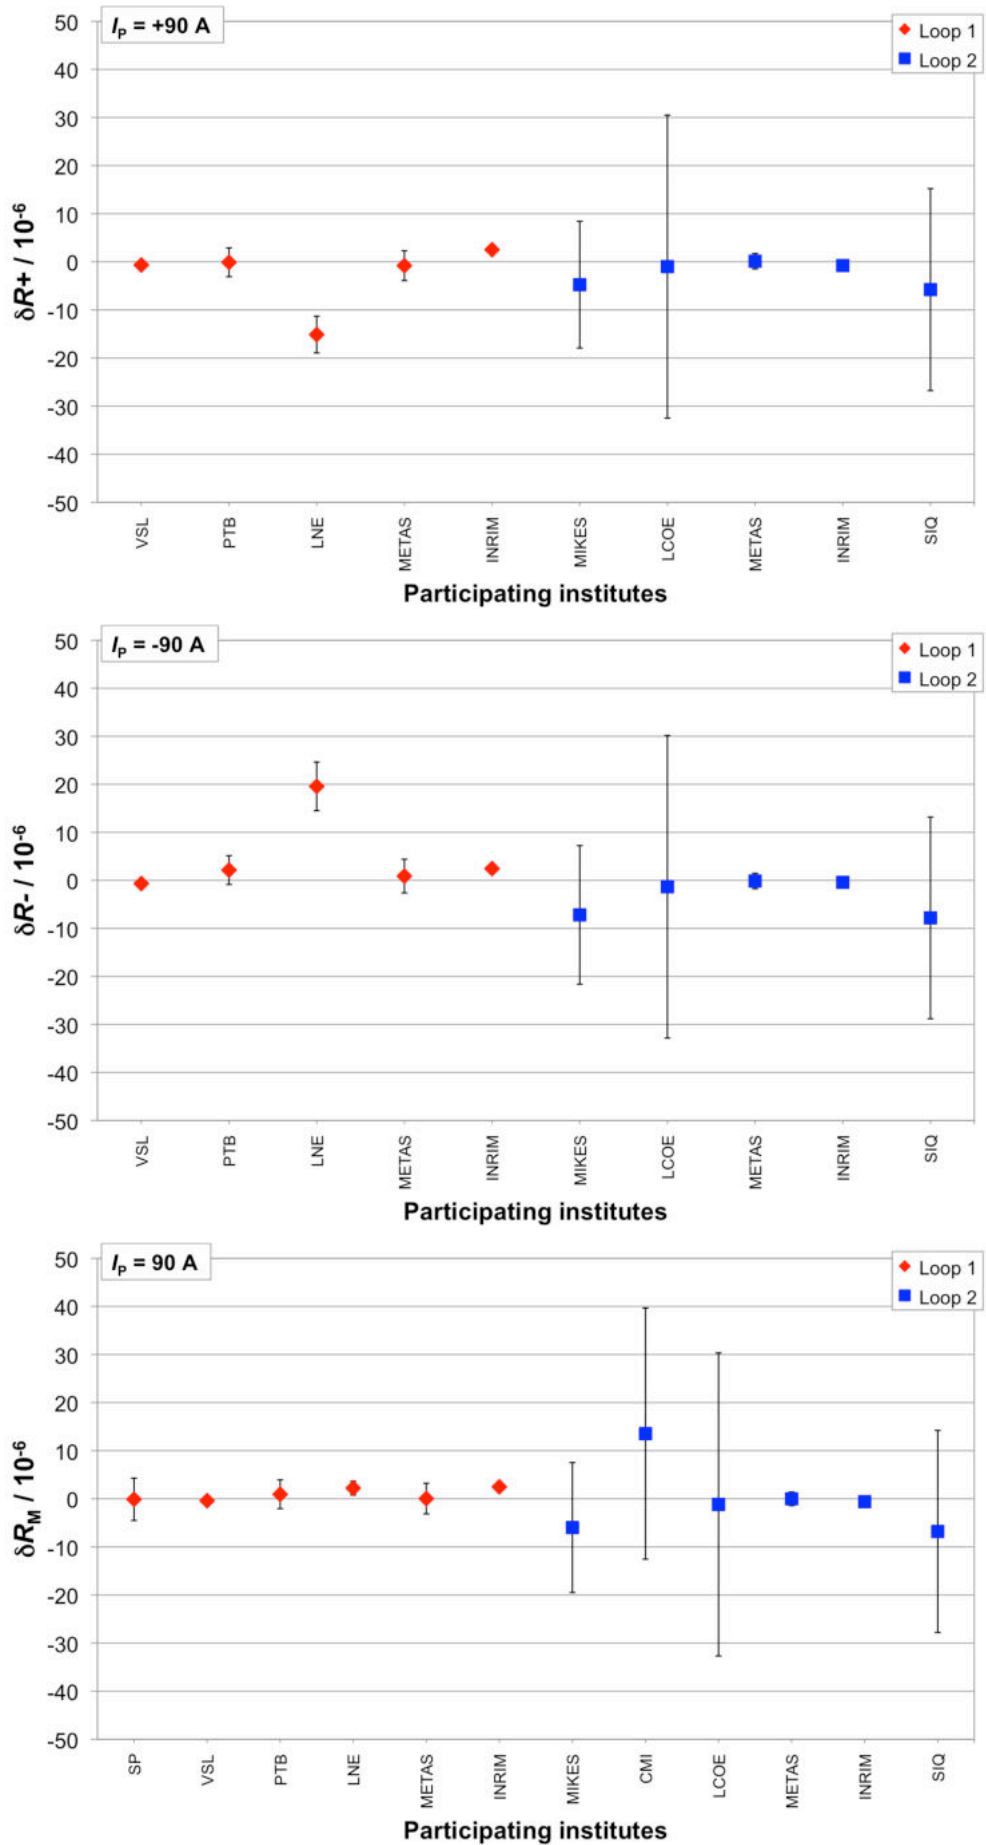 I_P = +90 A
Loop 1
Loop 2
δR+ / 10^-6
50
40
30
20
10
0
-10
-20
-30
-40
-50
VSL
PTB
LNE
METAS
INRIM
MIKES
LCOE
METAS
INRIM
SIQ
Participating institutes
I_P = -90 A
Loop 1
Loop 2
δR- / 10^-6
50
40
30
20
10
0
-10
-20
-30
-40
-50
VSL
PTB
LNE
METAS
INRIM
MIKES
LCOE
METAS
INRIM
SIQ
Participating institutes
I_P = 90 A
Loop 1
Loop 2
δR_M / 10^-6
50
40
30
20
10
0
-10
-20
-30
-40
-50
SP
VSL
PTB
LNE
METAS
INRIM
MIKES
CMI
LCOE
METAS
INRIM
SIQ
Participating institutes